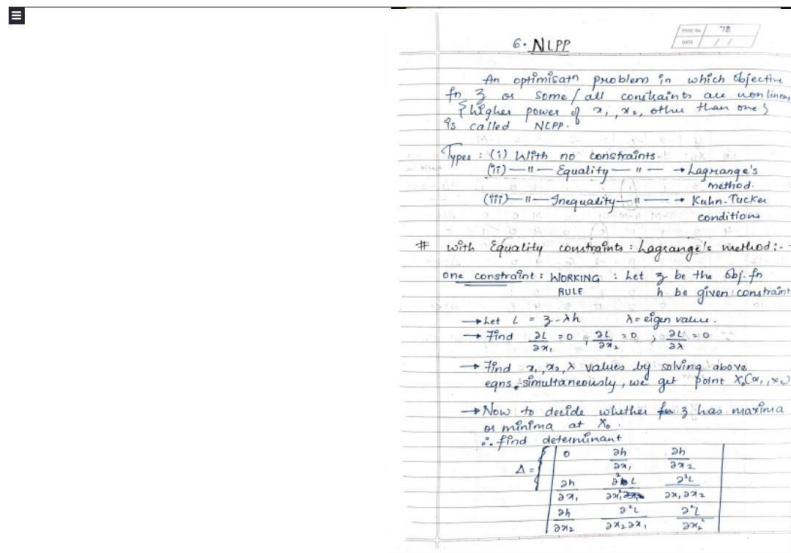 PAGE No. 78
DATE / /
6. NLPP
An optimisatn problem in which objective
fn z or some/all constraints are nonlinear
{higher power of x₁, x₂, other than one}
is called NLPP.
Types : (i) With no constraints.
(ii) —"— Equality —"— → Lagrange's
method.
(iii) —"— Inequality —"— → Kuhn-Tucker
conditions
# with Equality constraints : Lagrange's method :-
one constraint : WORKING : Let z be the obj. fn
RULE h be given constraint
→ Let L = z - λh λ = eigen value.
→ Find ∂L/∂x₁ = 0 , ∂L/∂x₂ = 0 , ∂L/∂λ = 0
→ Find x₁, x₂, λ values by solving above
eqns. simultaneously, we get point X₀(x₁, x₂)
→ Now to decide whether z has maxima
or minima at X₀.
∴ find determinant
Δ = | 0 ∂h/∂x₁ ∂h/∂x₂ |
| ∂h/∂x₁ ∂²L/∂x₁² ∂²L/∂x₁∂x₂ |
| ∂h/∂x₂ ∂²L/∂x₂∂x₁ ∂²L/∂x₂² |